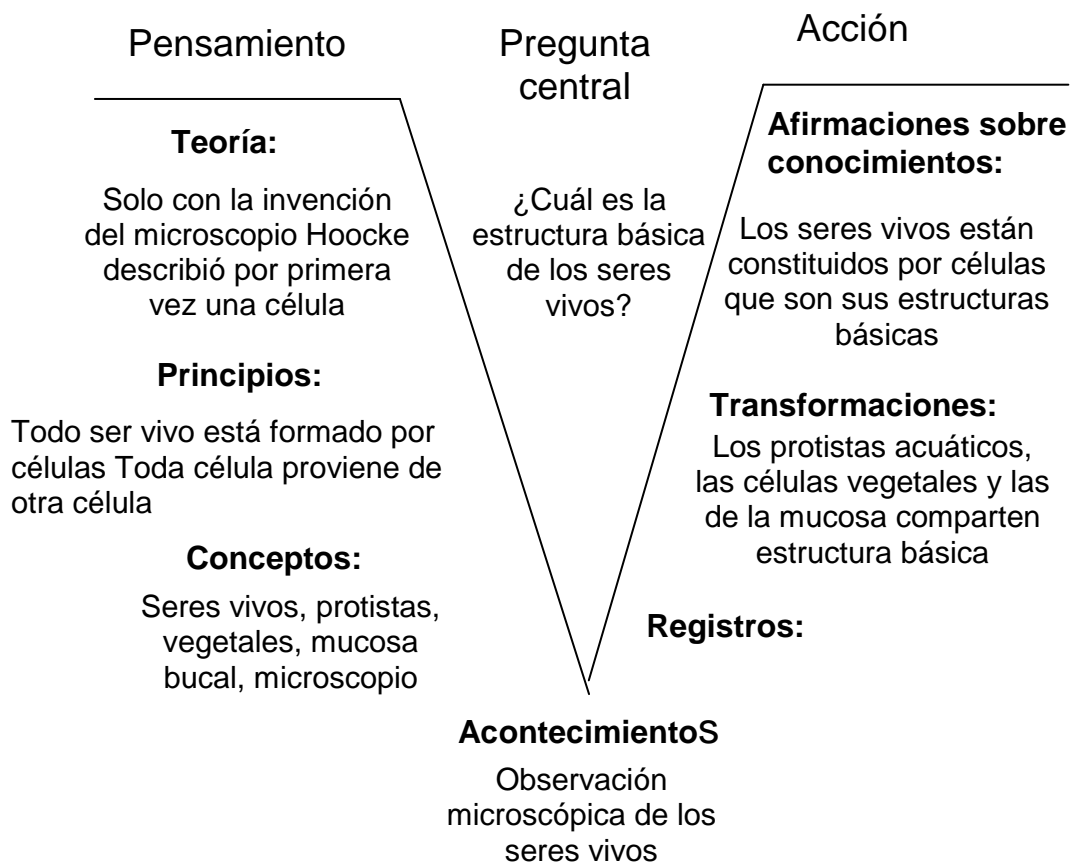 Pensamiento
Pregunta
central
Acción
Teoría:
Solo con la invención
del microscopio Hoocke
describió por primera
vez una célula
Principios:
Todo ser vivo está formado por
células Toda célula proviene de
otra célula
Conceptos:
Seres vivos, protistas,
vegetales, mucosa
bucal, microscopio
¿Cuál es la
estructura básica
de los seres
vivos?
Afirmaciones sobre
conocimientos:
Los seres vivos están
constituidos por células
que son sus estructuras
básicas
Transformaciones:
Los protistas acuáticos,
las células vegetales y las
de la mucosa comparten
estructura básica
Registros:
AcontecimientoS
Observación
microscópica de los
seres vivos